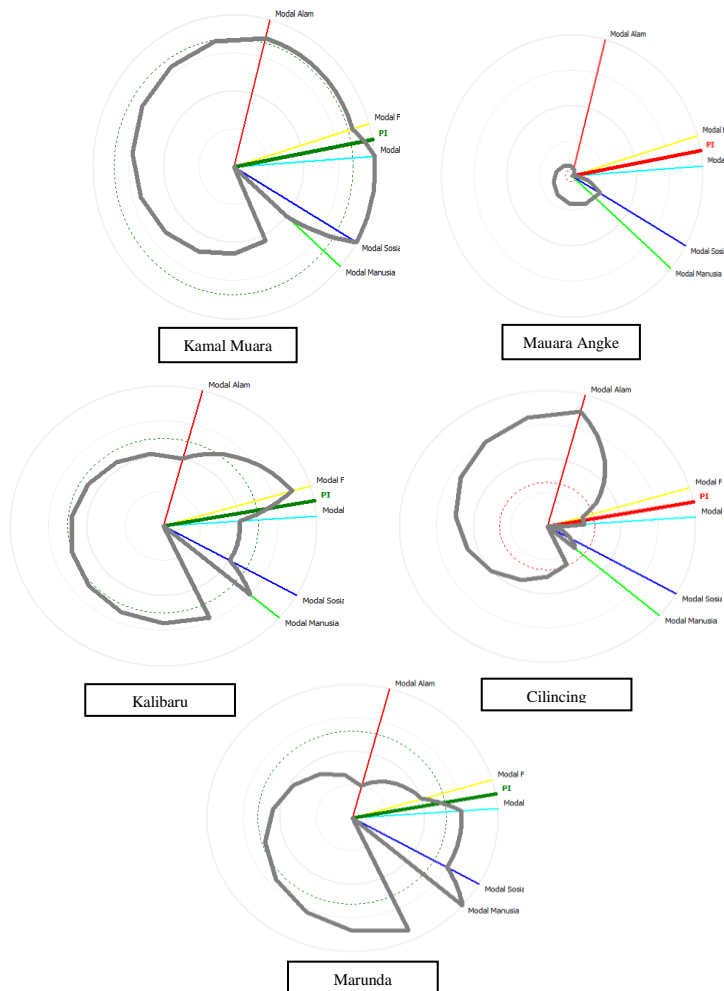 Modal Alam
Modal F
PI
Modal
Modal Sosia
Modal Manusia
Kamal Muara
Modal Alam
Modal I
PI
Moda
Modal Sosi
Modal Manusia
Mauara Angke
Modal Alam
Modal F
PI
Modal
Modal Sosia
Modal Manusia
Kalibaru
Modal Alam
Modal F
PI
Modal
Modal Sosia
Modal Manusia
Cilincing
Modal Alam
Modal F
PI
Modal
Modal Sosia
Modal Manusia
Marunda